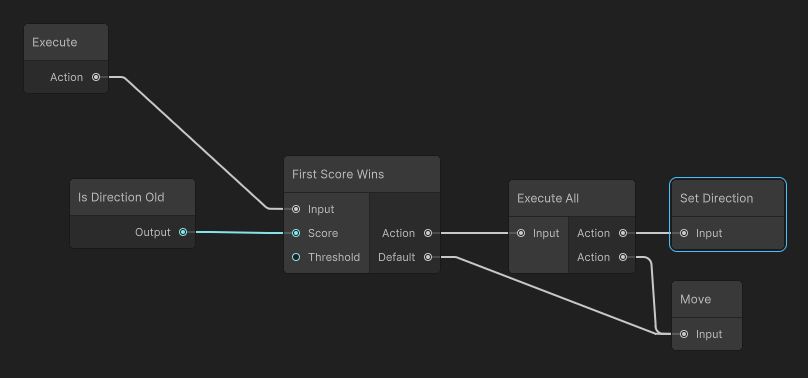 Execute
Action
Is Direction Old
Output
First Score Wins
Input
Score
Threshold
Action
Default
Execute All
Input
Action
Action
Set Direction
Input
Move
Input